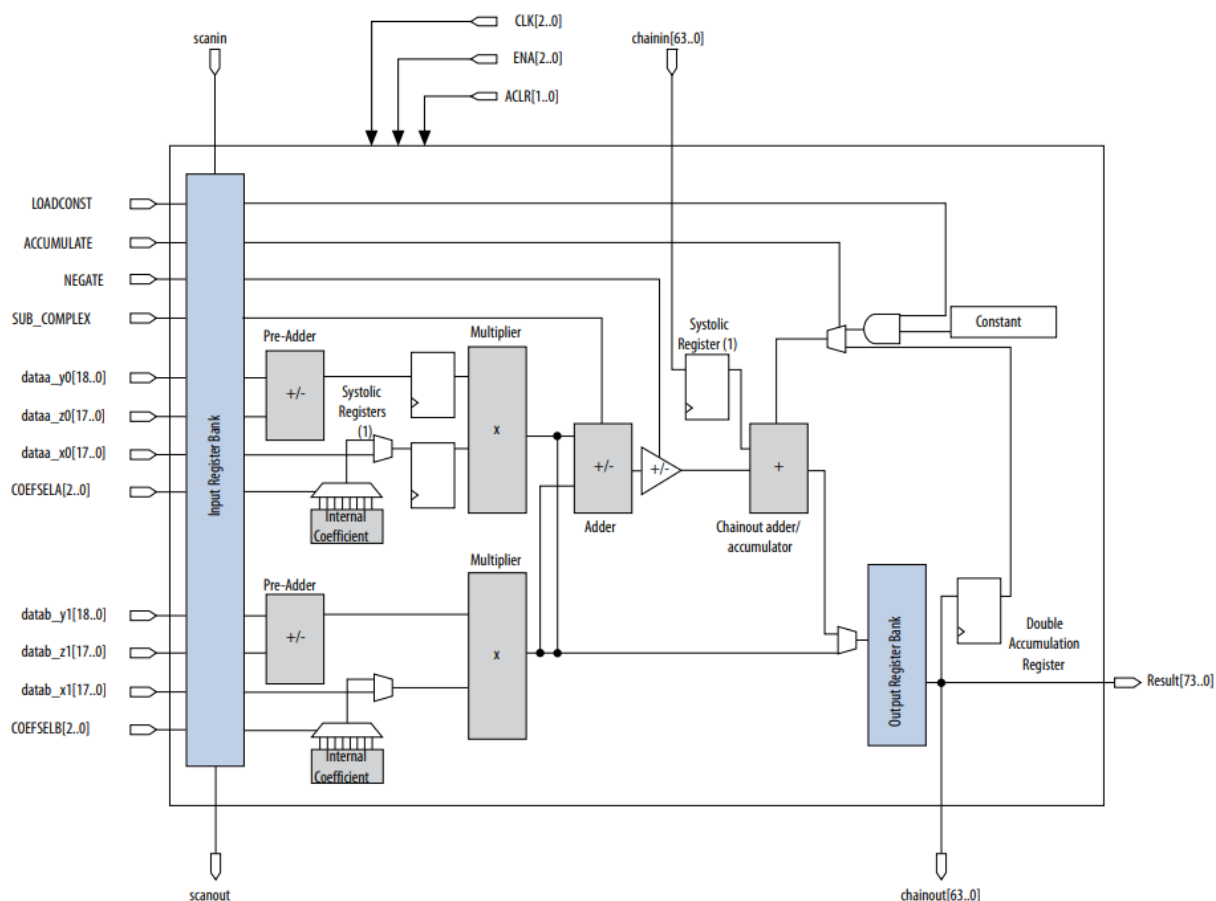 CLK[2..0]
scanin
chainin[63..0]
ENA[2..0]
ACLR[1..0]
LOADCONST
ACCUMULATE
NEGATE
SUB_COMPLEX
Pre-Adder
Multiplier
Systolic
Register (1)
Constant
dataa_y0[18..0]
+/-
dataa_z0[17..0]
Systolic
Registers
(1)
x
dataa_x0[17..0]
+/-
+/-
+
COEFSELA[2..0]
Internal
Coefficient
Adder
Chainout adder/
accumulator
Input Register Bank
Multiplier
Pre-Adder
datab_y1[18..0]
+/-
datab_z1[17..0]
x
Double
Accumulation
Register
Output Register Bank
datab_x1[17..0]
Result[73..0]
COEFSELB[2..0]
Internal
Coefficient
scanout
chainout[63..0]